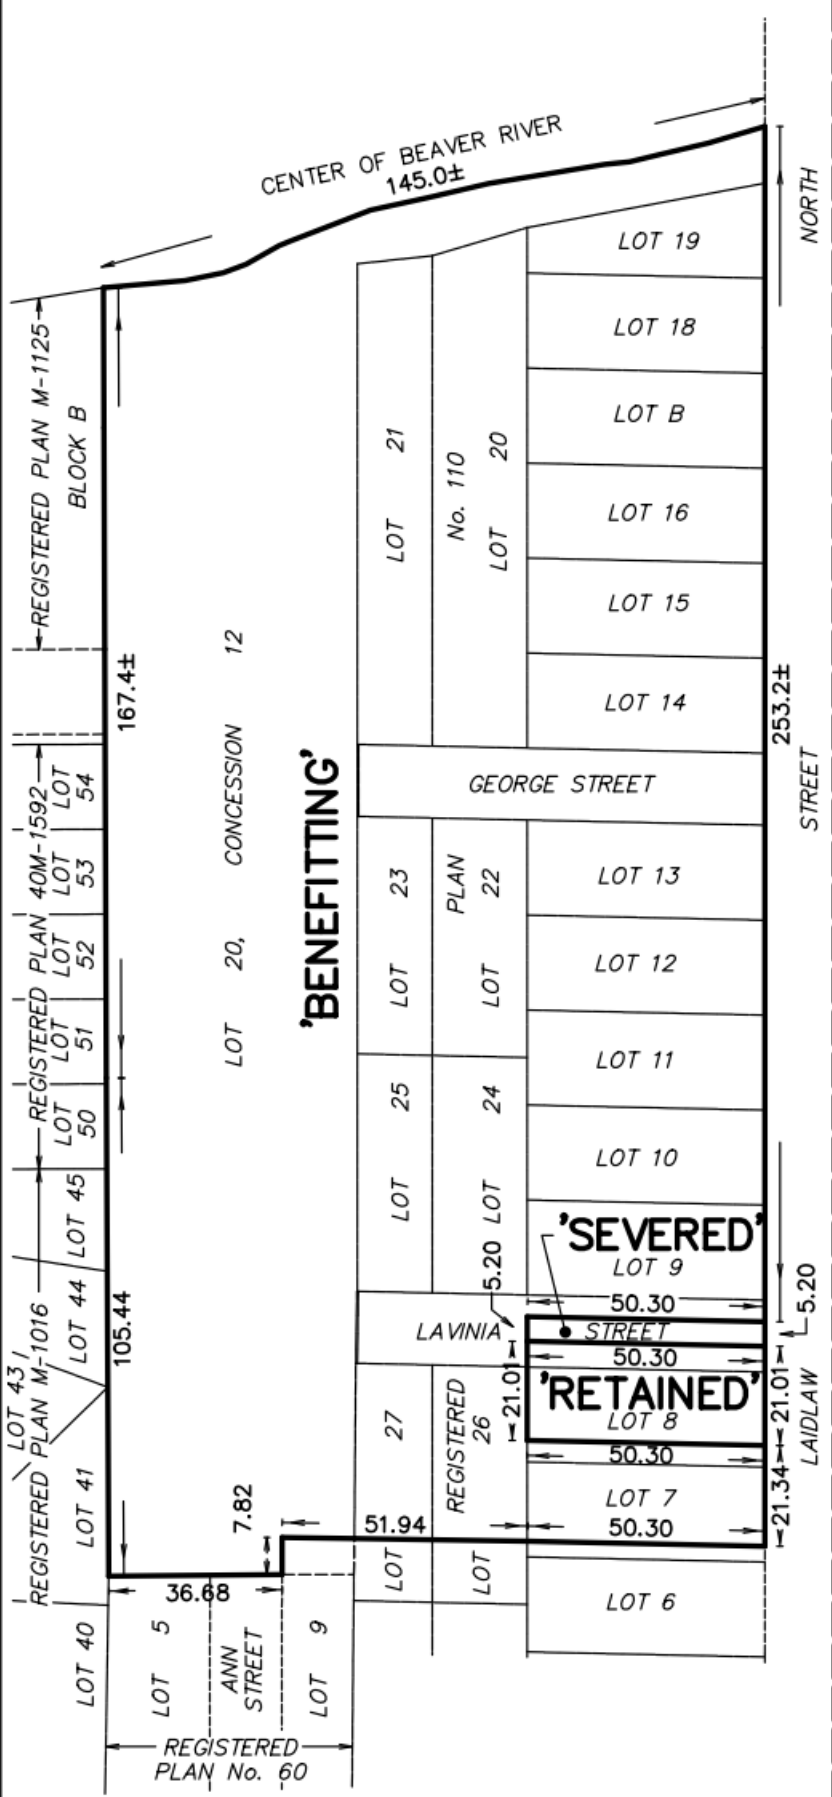 CENTER OF BEAVER RIVER
145.0±
NORTH
LOT 19
LOT 18
LOT B
LOT 16
LOT 15
LOT 14
REGISTERED PLAN M-1125
BLOCK B
LOT 21
No. 110
LOT 20
167.4±
LOT 20, CONCESSION 12
'BENEFITTING'
253.2±
STREET
GEORGE STREET
REGISTERED PLAN 40M-1592
LOT 54
LOT 53
LOT 52
LOT 51
LOT 50
LOT 23
PLAN
LOT 22
LOT 13
LOT 12
LOT 11
LOT 10
LOT 25
LOT 24
LOT 45
LOT 44
LOT 43
REGISTERED PLAN M-1016
105.44
LOT 41
'SEVERED'
LOT 9
5.20
50.30
5.20
LAVINIA STREET
50.30
21.01
'RETAINED'
LOT 8
21.01
LAIDLAW
50.30
LOT 27
REGISTERED
LOT 26
LOT 7
21.34
7.82
51.94
50.30
36.68
LOT 6
LOT 40
LOT 5
ANN
STREET
LOT 9
REGISTERED
PLAN No. 60